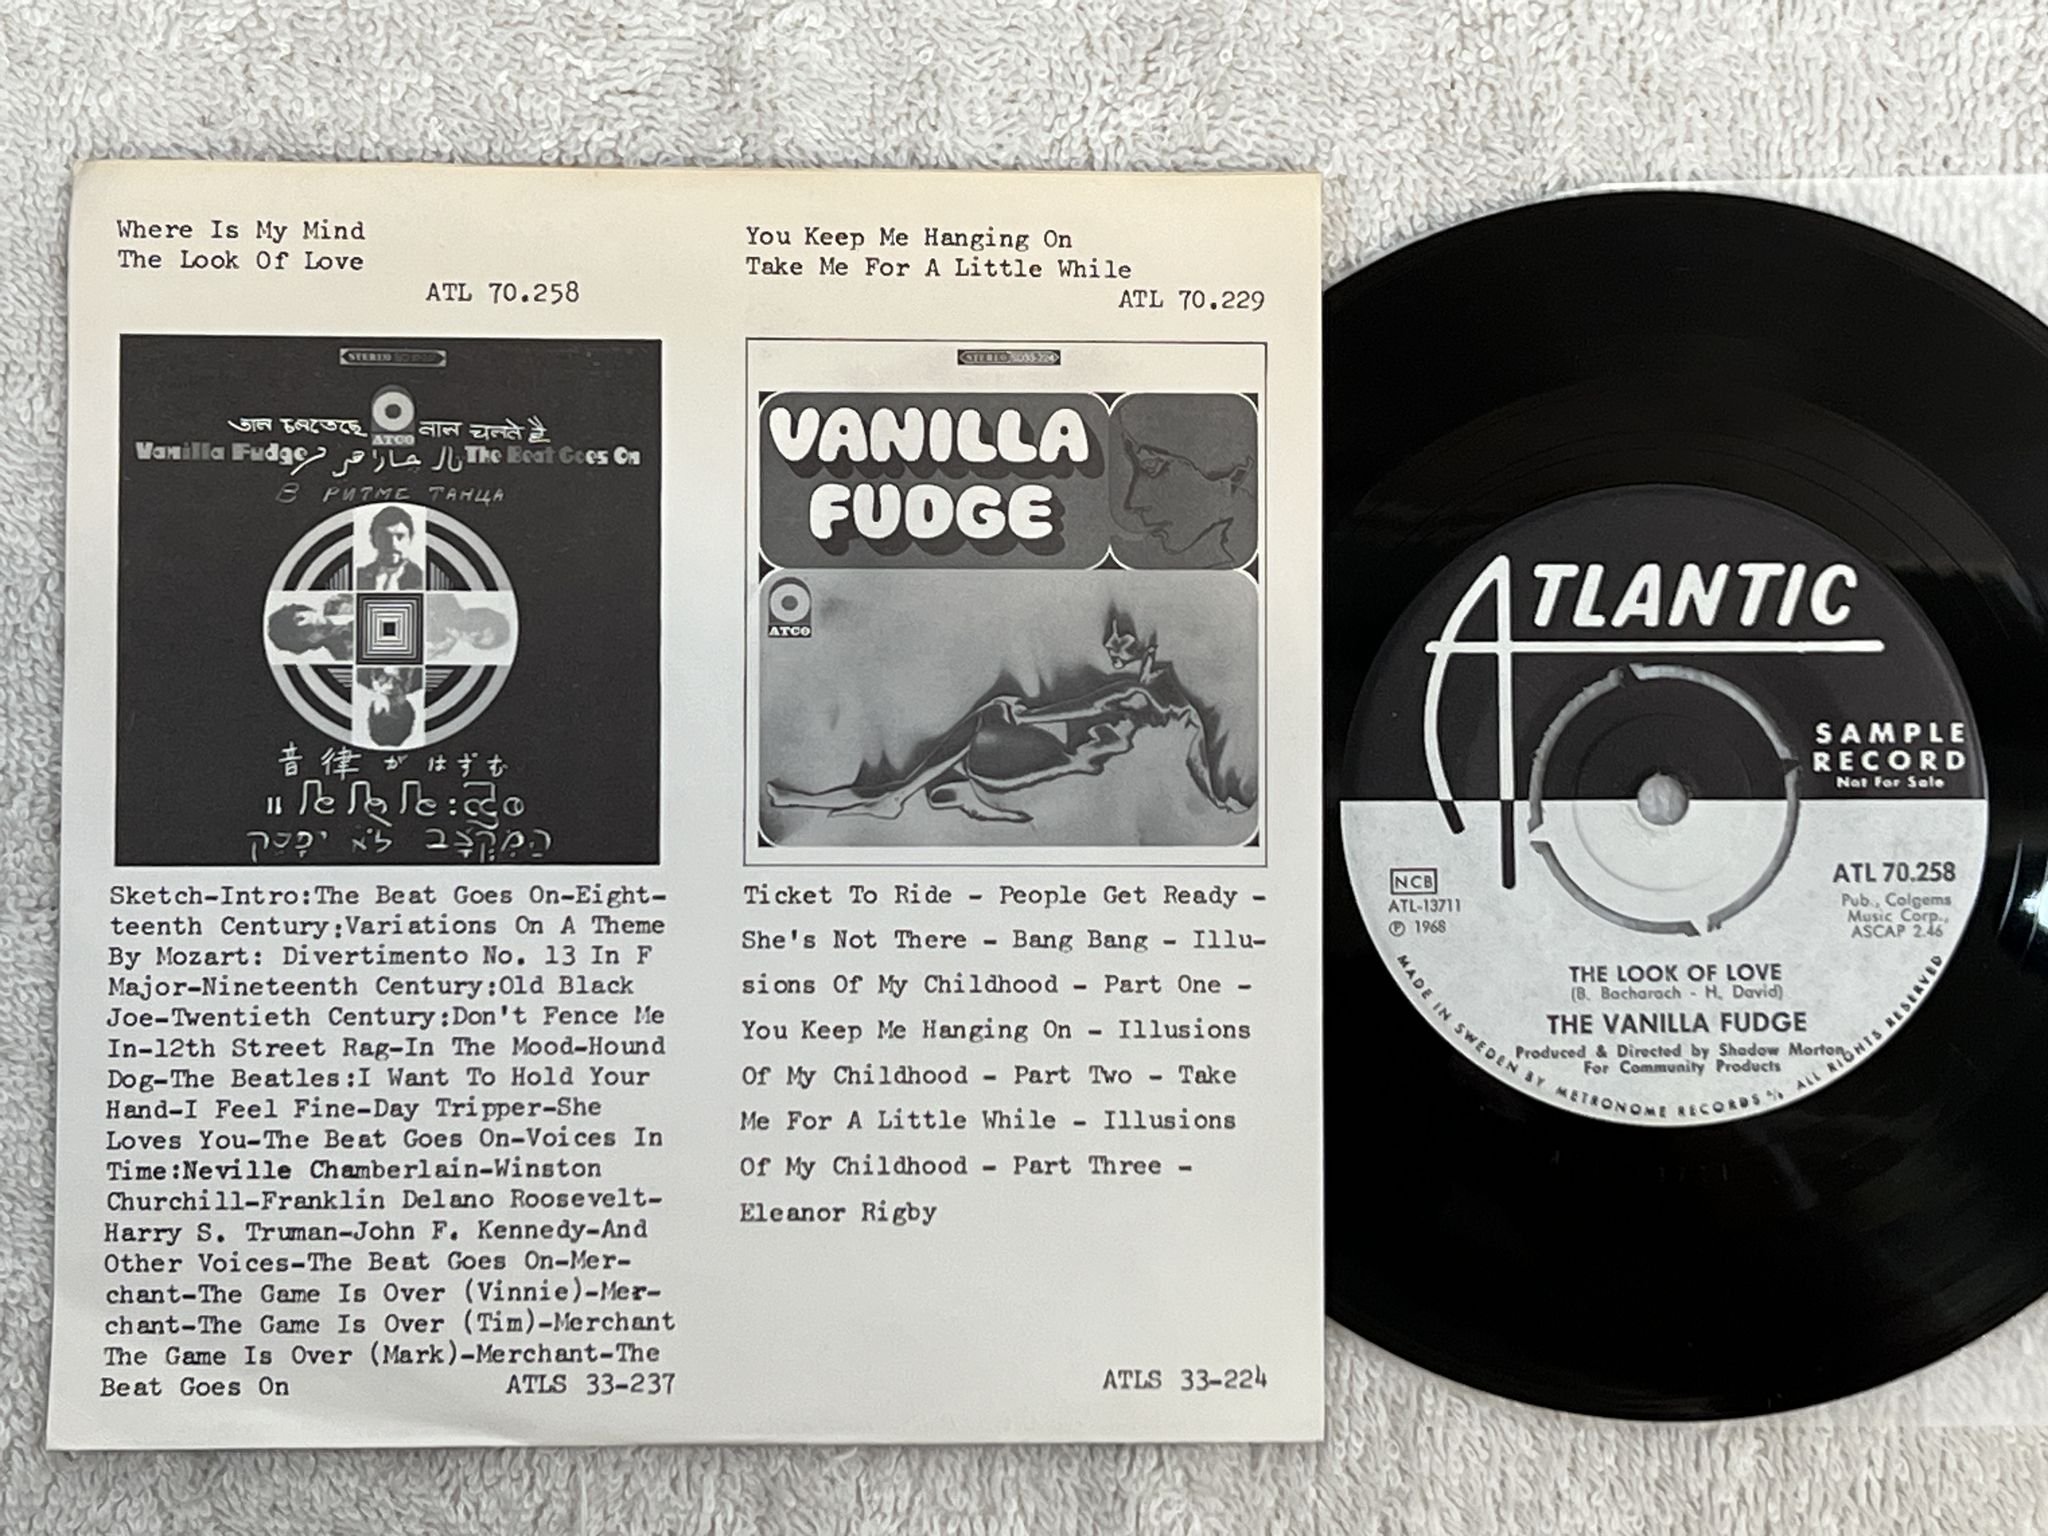 Where Is My Mind
The Look Of Love
ATL 70.258
STEREO
ATCO
তাল চলতেছে
ताल चलते है
Vanilla Fudge
The Beat Goes On
В РИТМЕ ТАНЦА
音律がはずむ
הַמִקְצָב לֹא יפָסֵק
Sketch-Intro:The Beat Goes On-Eight-
teenth Century:Variations On A Theme
By Mozart: Divertimento No. 13 In F
Major-Nineteenth Century:Old Black
Joe-Twentieth Century:Don't Fence Me
In-12th Street Rag-In The Mood-Hound
Dog-The Beatles:I Want To Hold Your
Hand-I Feel Fine-Day Tripper-She
Loves You-The Beat Goes On-Voices In
Time:Neville Chamberlain-Winston
Churchill-Franklin Delano Roosevelt-
Harry S. Truman-John F. Kennedy-And
Other Voices-The Beat Goes On-Mer-
chant-The Game Is Over (Vinnie)-Mer-
chant-The Game Is Over (Tim)-Merchant
The Game Is Over (Mark)-Merchant-The
Beat Goes On ATLS 33-237
You Keep Me Hanging On
Take Me For A Little While
ATL 70.229
STEREO SD33-224
VANILLA
FUDGE
ATCO
Ticket To Ride - People Get Ready -
She's Not There - Bang Bang - Illu-
sions Of My Childhood - Part One -
You Keep Me Hanging On - Illusions
Of My Childhood - Part Two - Take
Me For A Little While - Illusions
Of My Childhood - Part Three -
Eleanor Rigby
ATLS 33-224
ATLANTIC
SAMPLE
RECORD
Not For Sale
NCB
ATL-13711
℗ 1968
ATL 70.258
Pub., Colgems
Music Corp.,
ASCAP 2.46
THE LOOK OF LOVE
(B. Bacharach - H. David)
THE VANILLA FUDGE
Produced & Directed by Shadow Morton
For Community Products
MADE IN SWEDEN BY METRONOME RECORDS A/S ALL RIGHTS RESERVED